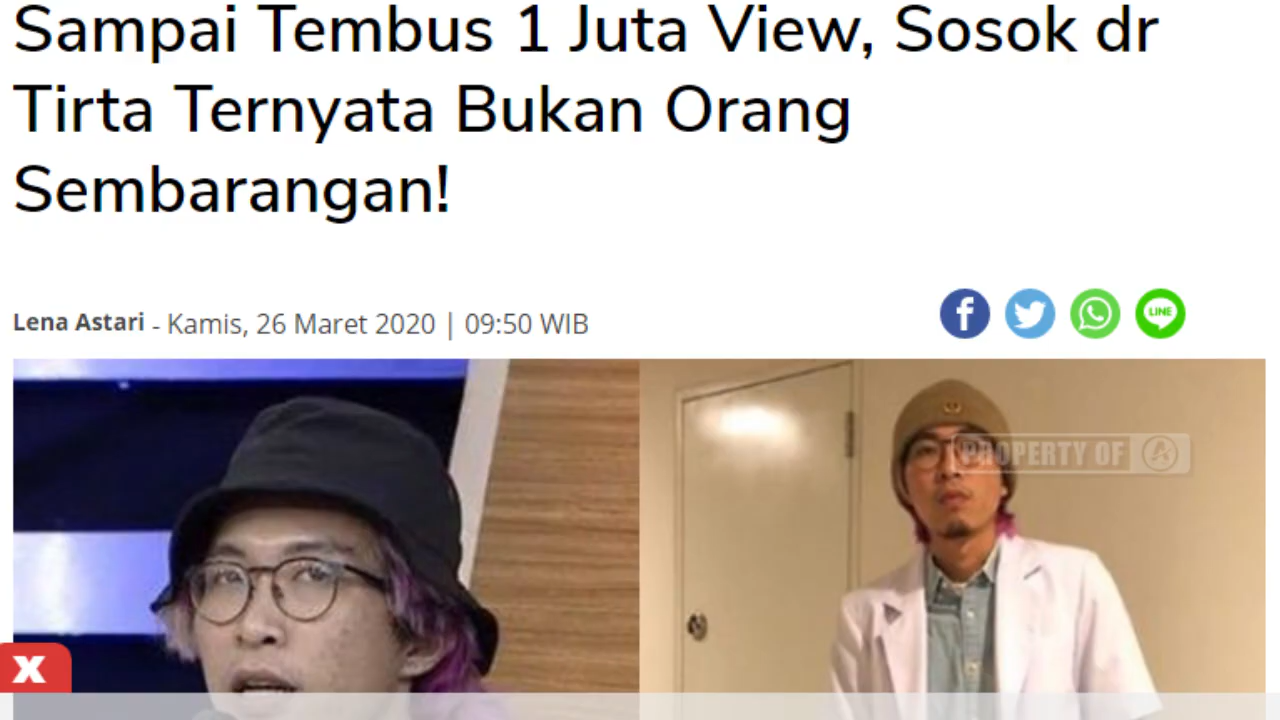 Sampai Tembus 1 Juta View, Sosok dr
Tirta Ternyata Bukan Orang
Sembarangan!
Lena Astari - Kamis, 26 Maret 2020 | 09:50 WIB
LINE
PROPERTY OF A
X